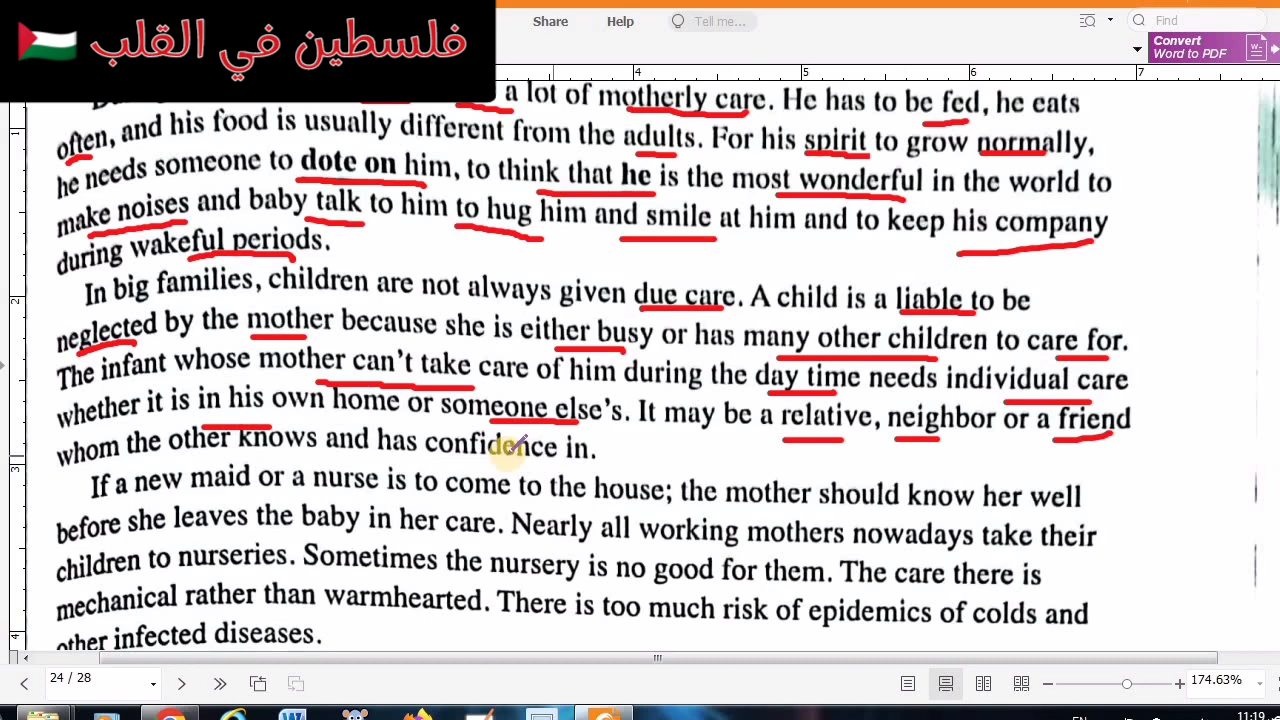 فلسطين في القلب
Share Help Tell me... Find
Convert
Word to PDF
4 5 6 7
a lot of motherly care. He has to be fed, he eats
often, and his food is usually different from the adults. For his spirit to grow normally,
he needs someone to dote on him, to think that he is the most wonderful in the world to
make noises and baby talk to him to hug him and smile at him and to keep his company
during wakeful periods.
In big families, children are not always given due care. A child is a liable to be
neglected by the mother because she is either busy or has many other children to care for.
The infant whose mother can't take care of him during the day time needs individual care
whether it is in his own home or someone else's. It may be a relative, neighbor or a friend
whom the other knows and has confidence in.
If a new maid or a nurse is to come to the house; the mother should know her well
before she leaves the baby in her care. Nearly all working mothers nowadays take their
children to nurseries. Sometimes the nursery is no good for them. The care there is
mechanical rather than warmhearted. There is too much risk of epidemics of colds and
other infected diseases.
1
2
3
4
24 / 28
174.63%
EN 11:19